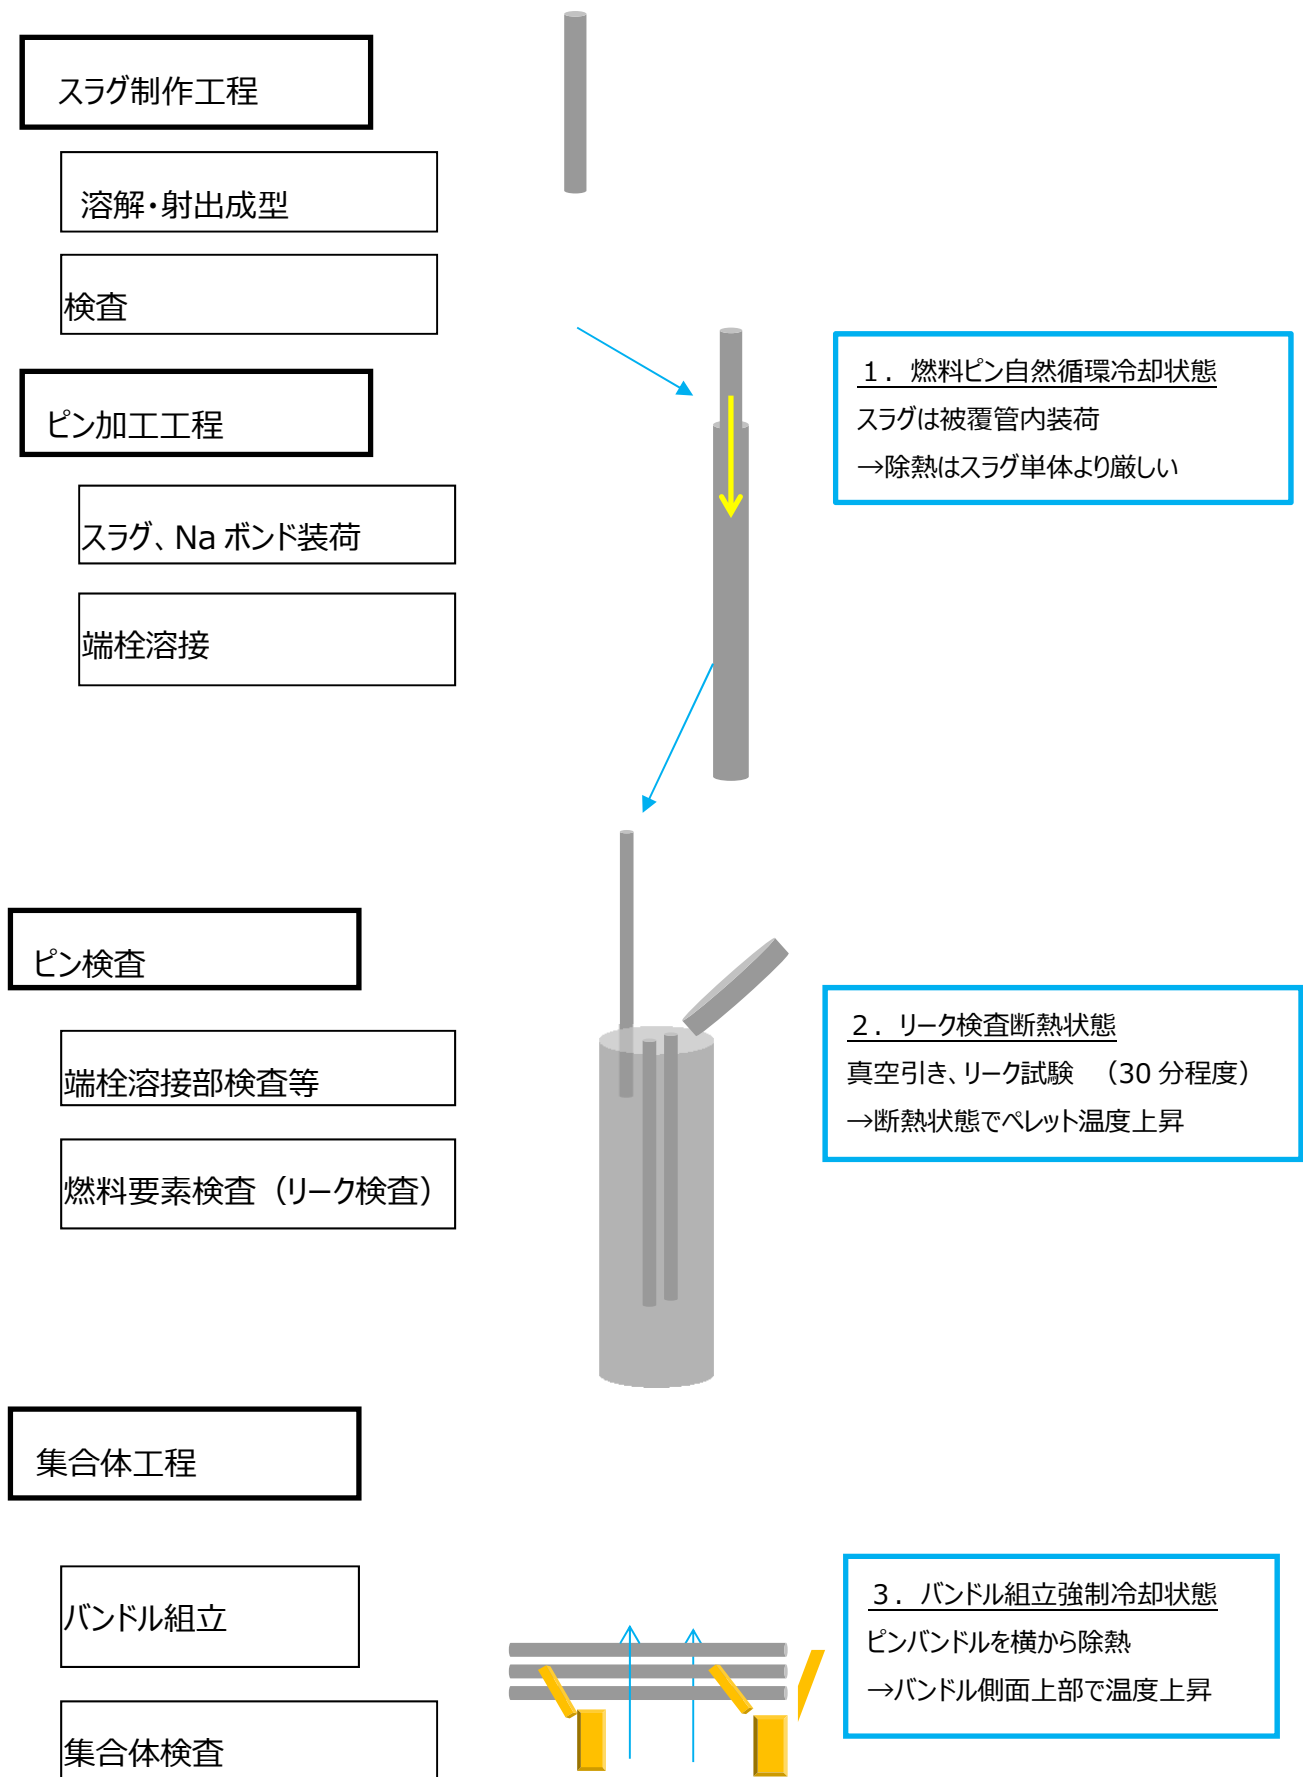 スラグ制作工程
溶解・射出成型
検査
ピン加工工程
スラグ、Na ボンド装荷
端栓溶接
1．燃料ピン自然循環冷却状態
スラグは被覆管内装荷
→除熱はスラグ単体より厳しい
ピン検査
端栓溶接部検査等
燃料要素検査（リーク検査）
2．リーク検査断熱状態
真空引き、リーク試験　（30 分程度）
→断熱状態でペレット温度上昇
集合体工程
バンドル組立
集合体検査
3．バンドル組立強制冷却状態
ピンバンドルを横から除熱
→バンドル側面上部で温度上昇